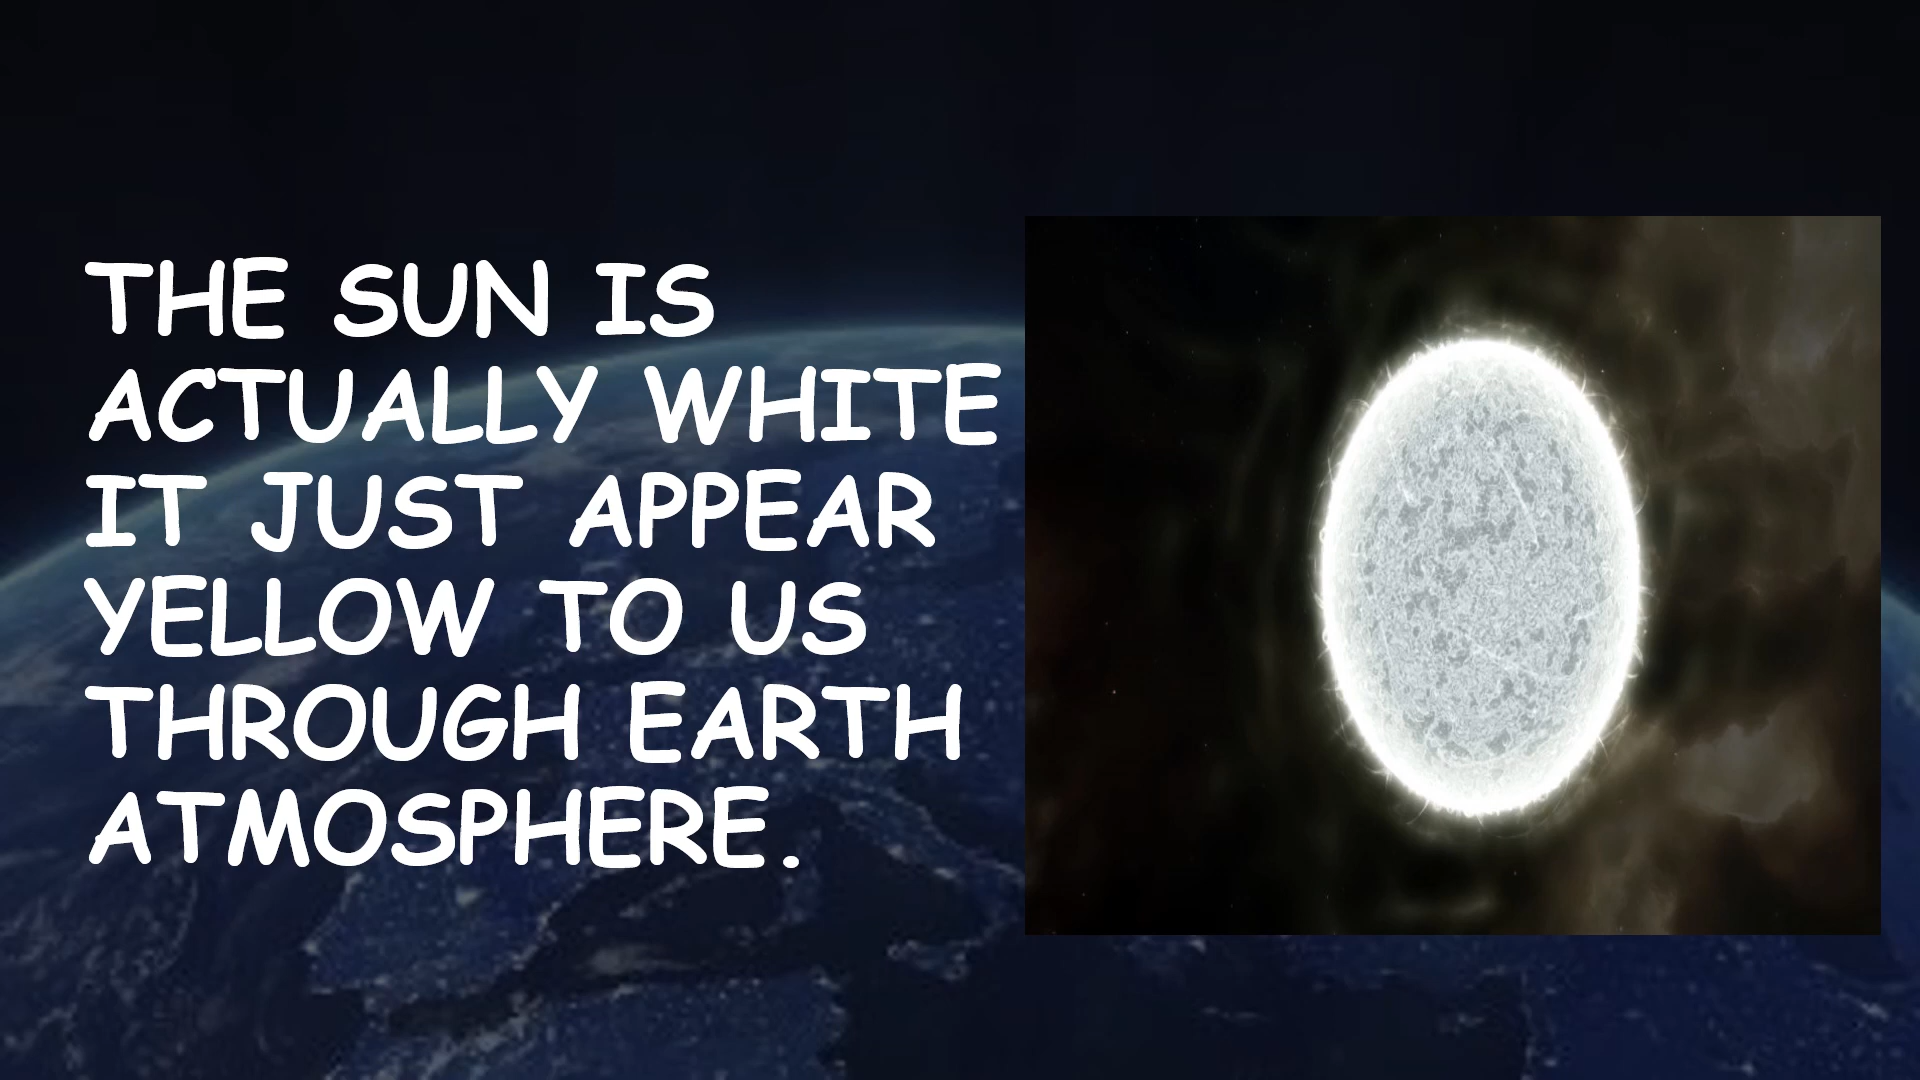 THE SUN IS
ACTUALLY WHITE
IT JUST APPEAR
YELLOW TO US
THROUGH EARTH
ATMOSPHERE.